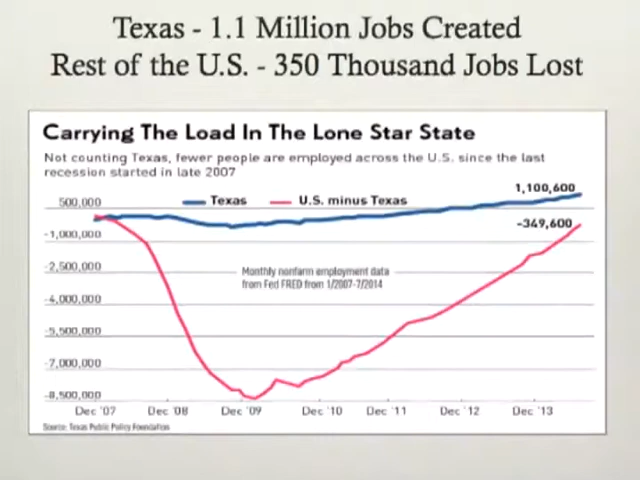 Texas - 1.1 Million Jobs Created
Rest of the U.S. - 350 Thousand Jobs Lost
Carrying The Load In The Lone Star State
Not counting Texas, fewer people are employed across the U.S. since the last
recession started in late 2007
1,100,600
500,000
Texas
U.S. minus Texas
-349,600
-1,000,000
-2,500,000
Monthly nonfarm employment data
from Fed FRED from 1/2007-7/2014
-4,000,000
-5,500,000
-7,000,000
-8,500,000
Dec '07 Dec '08 Dec '09 Dec '10 Dec '11 Dec '12 Dec '13
Source: Texas Public Policy Foundation